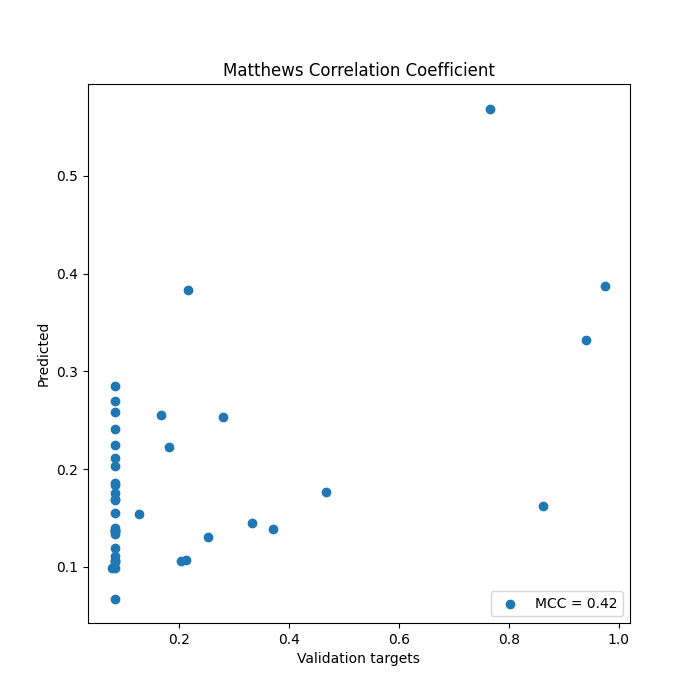 Matthews Correlation Coefficient
Predicted
0.5
0.4
0.3
0.2
0.1
MCC = 0.42
0.2 0.4 0.6 0.8 1.0
Validation targets